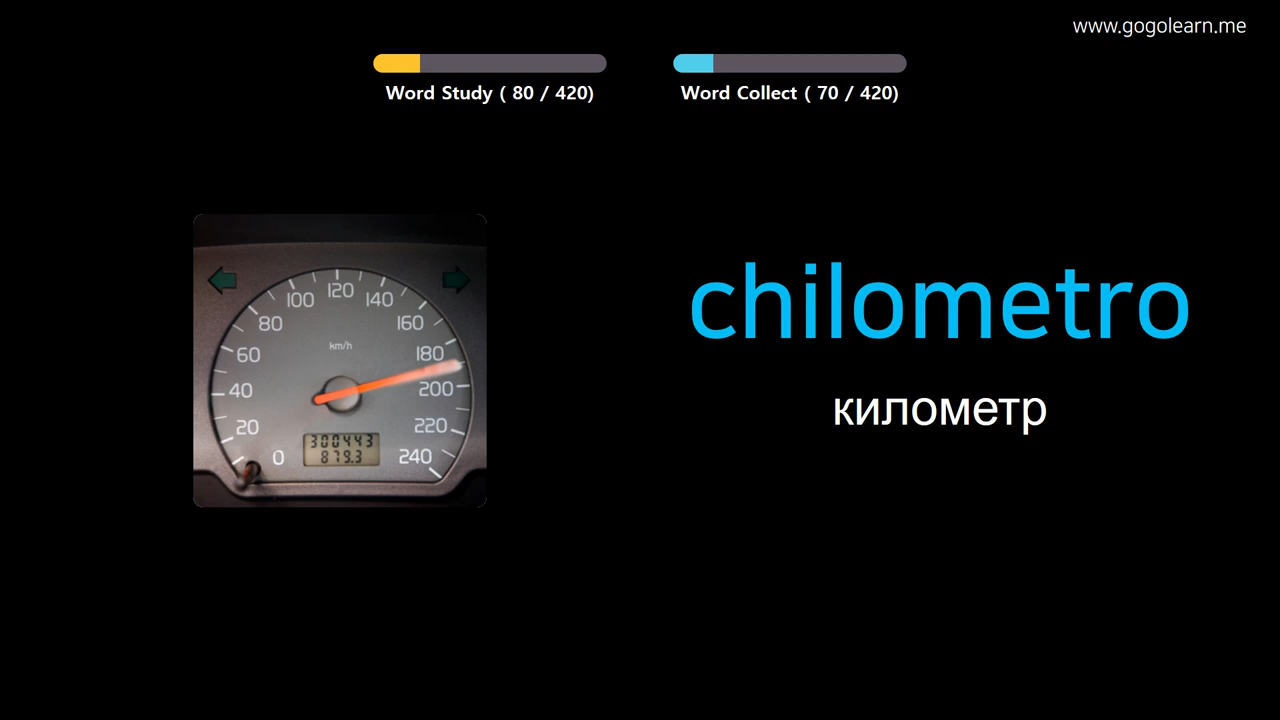 www.gogolearn.me
Word Study ( 80 / 420)
Word Collect ( 70 / 420)
chilometro
километр
120
100
140
80
160
km/h
60
180
40
200
20
220
0
240
300443
879.3